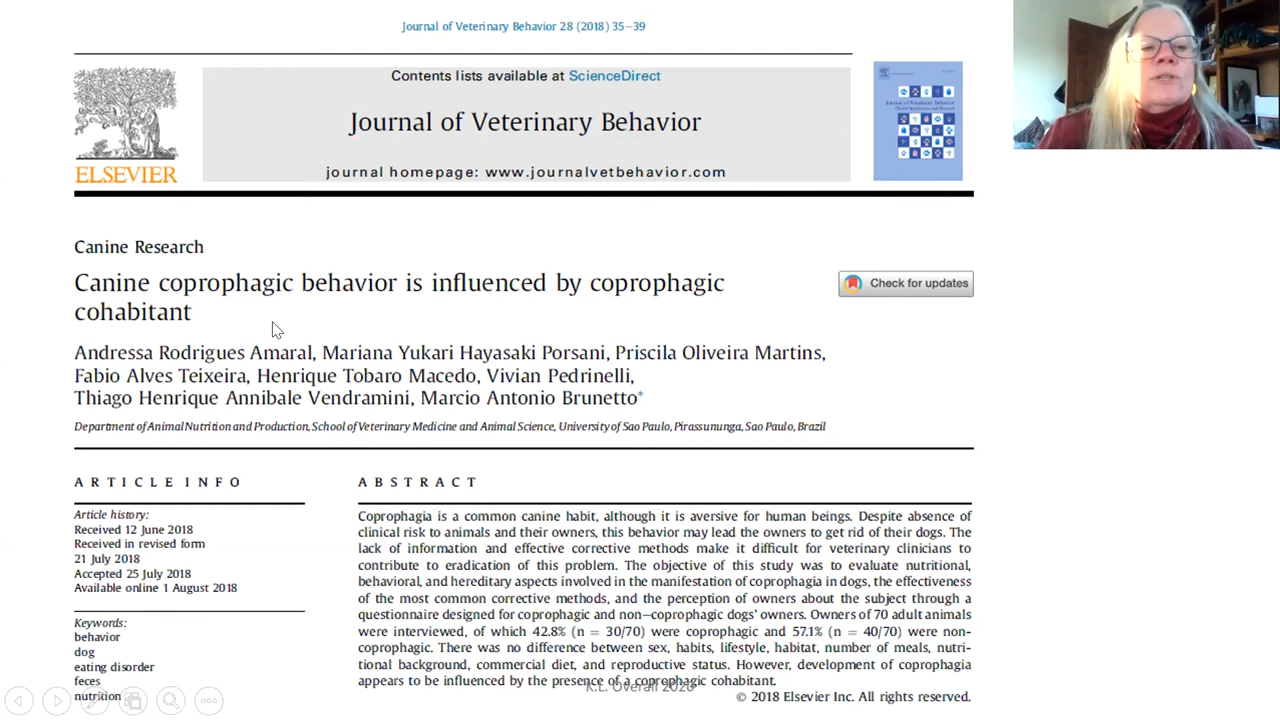 Journal of Veterinary Behavior 28 (2018) 35–39
Contents lists available at ScienceDirect
Journal of Veterinary Behavior
journal homepage: www.journalvetbehavior.com
ELSEVIER
Canine Research
Canine coprophagic behavior is influenced by coprophagic
cohabitant
Check for updates
Andressa Rodrigues Amaral, Mariana Yukari Hayasaki Porsani, Priscila Oliveira Martins,
Fabio Alves Teixeira, Henrique Tobaro Macedo, Vivian Pedrinelli,
Thiago Henrique Annibale Vendramini, Marcio Antonio Brunetto*
Department of Animal Nutrition and Production, School of Veterinary Medicine and Animal Science, University of Sao Paulo, Pirassununga, Sao Paulo, Brazil
ARTICLE INFO
Article history:
Received 12 June 2018
Received in revised form
21 July 2018
Accepted 25 July 2018
Available online 1 August 2018
Keywords:
behavior
dog
eating disorder
feces
nutrition
ABSTRACT
Coprophagia is a common canine habit, although it is aversive for human beings. Despite absence of
clinical risk to animals and their owners, this behavior may lead the owners to get rid of their dogs. The
lack of information and effective corrective methods make it difficult for veterinary clinicians to
contribute to eradication of this problem. The objective of this study was to evaluate nutritional,
behavioral, and hereditary aspects involved in the manifestation of coprophagia in dogs, the effectiveness
of the most common corrective methods, and the perception of owners about the subject through a
questionnaire designed for coprophagic and non–coprophagic dogs' owners. Owners of 70 adult animals
were interviewed, of which 42.8% (n = 30/70) were coprophagic and 57.1% (n = 40/70) were non-
coprophagic. There was no difference between sex, habits, lifestyle, habitat, number of meals, nutri-
tional background, commercial diet, and reproductive status. However, development of coprophagia
appears to be influenced by the presence of a coprophagic cohabitant.
K.L. Overall 2020
© 2018 Elsevier Inc. All rights reserved.